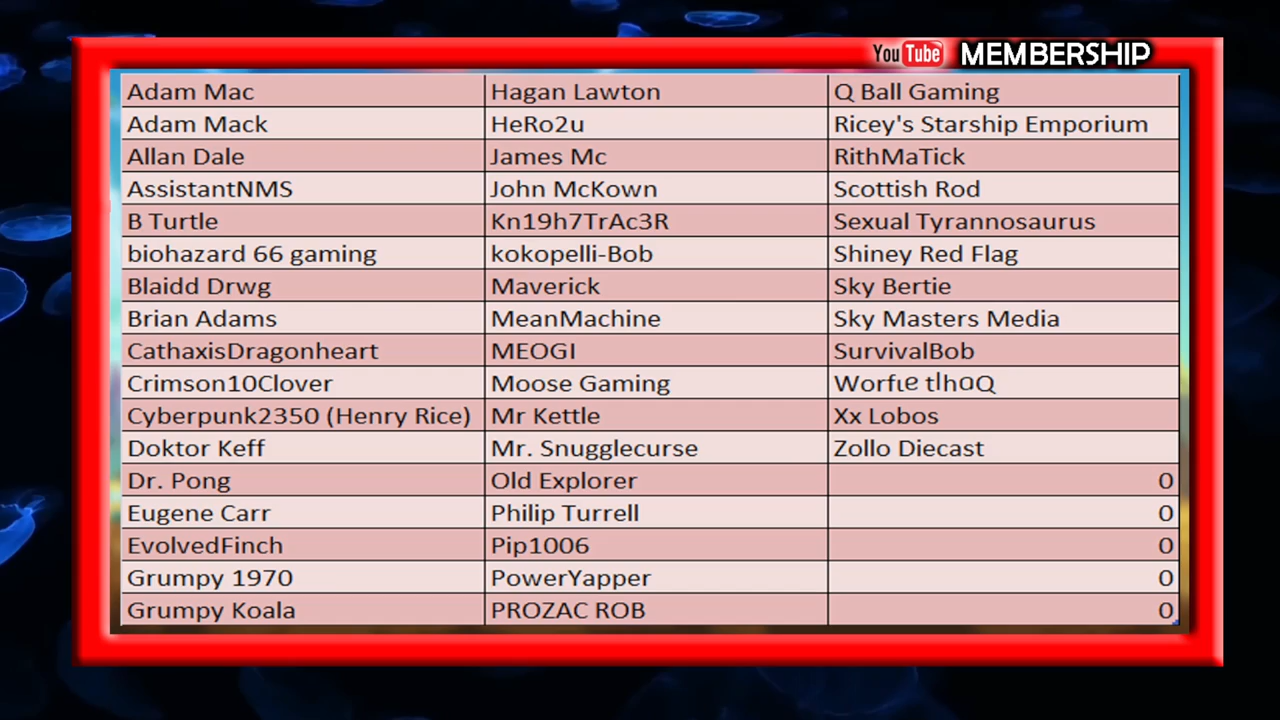 YouTube MEMBERSHIP
Adam Mac Hagan Lawton Q Ball Gaming
Adam Mack HeRo2u Ricey's Starship Emporium
Allan Dale James Mc RithMaTick
AssistantNMS John McKown Scottish Rod
B Turtle Kn19h7TrAc3R Sexual Tyrannosaurus
biohazard 66 gaming kokopelli-Bob Shiney Red Flag
Blaidd Drwg Maverick Sky Bertie
Brian Adams MeanMachine Sky Masters Media
CathaxisDragonheart MEOGI SurvivalBob
Crimson10Clover Moose Gaming Worfιҽ tlhαQ
Cyberpunk2350 (Henry Rice) Mr Kettle Xx Lobos
Doktor Keff Mr. Snugglecurse Zollo Diecast
Dr. Pong Old Explorer 0
Eugene Carr Philip Turrell 0
EvolvedFinch Pip1006 0
Grumpy 1970 PowerYapper 0
Grumpy Koala PROZAC ROB 0